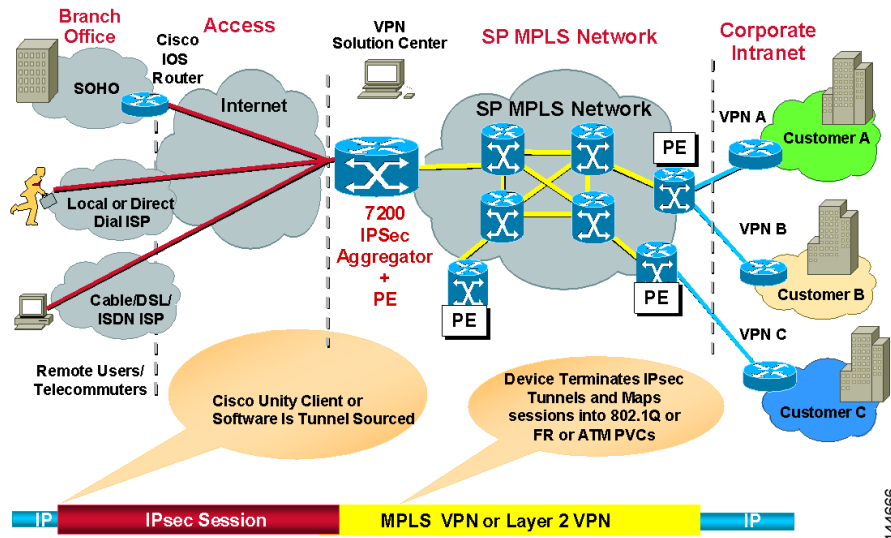 Branch
Office
Access
VPN
Solution Center
SP MPLS Network
Corporate
Intranet
Cisco
IOS
Router
SOHO
Internet
SP MPLS Network
VPN A
Customer A
PE
Local or Direct
Dial ISP
7200
IPSec
Aggregator
+
PE
VPN B
Customer B
Cable/DSL/
ISDN ISP
PE
PE
VPN C
Customer C
Remote Users/
Telecommuters
Cisco Unity Client or
Software Is Tunnel Sourced
Device Terminates IPsec
Tunnels and Maps
sessions into 802.1Q or
FR or ATM PVCs
IP
IPsec Session
MPLS VPN or Layer 2 VPN
IP